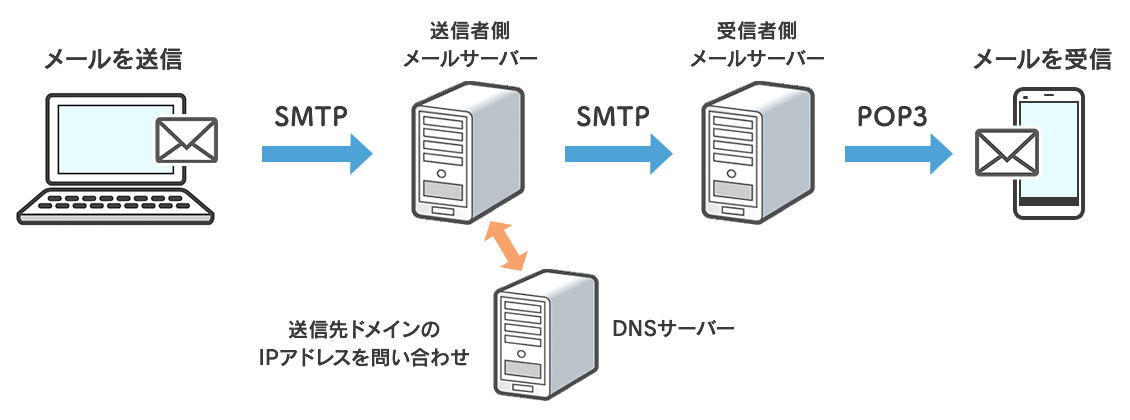 メールを送信
SMTP
送信者側
メールサーバー
SMTP
受信者側
メールサーバー
POP3
メールを受信
送信先ドメインの
IPアドレスを問い合わせ
DNSサーバー